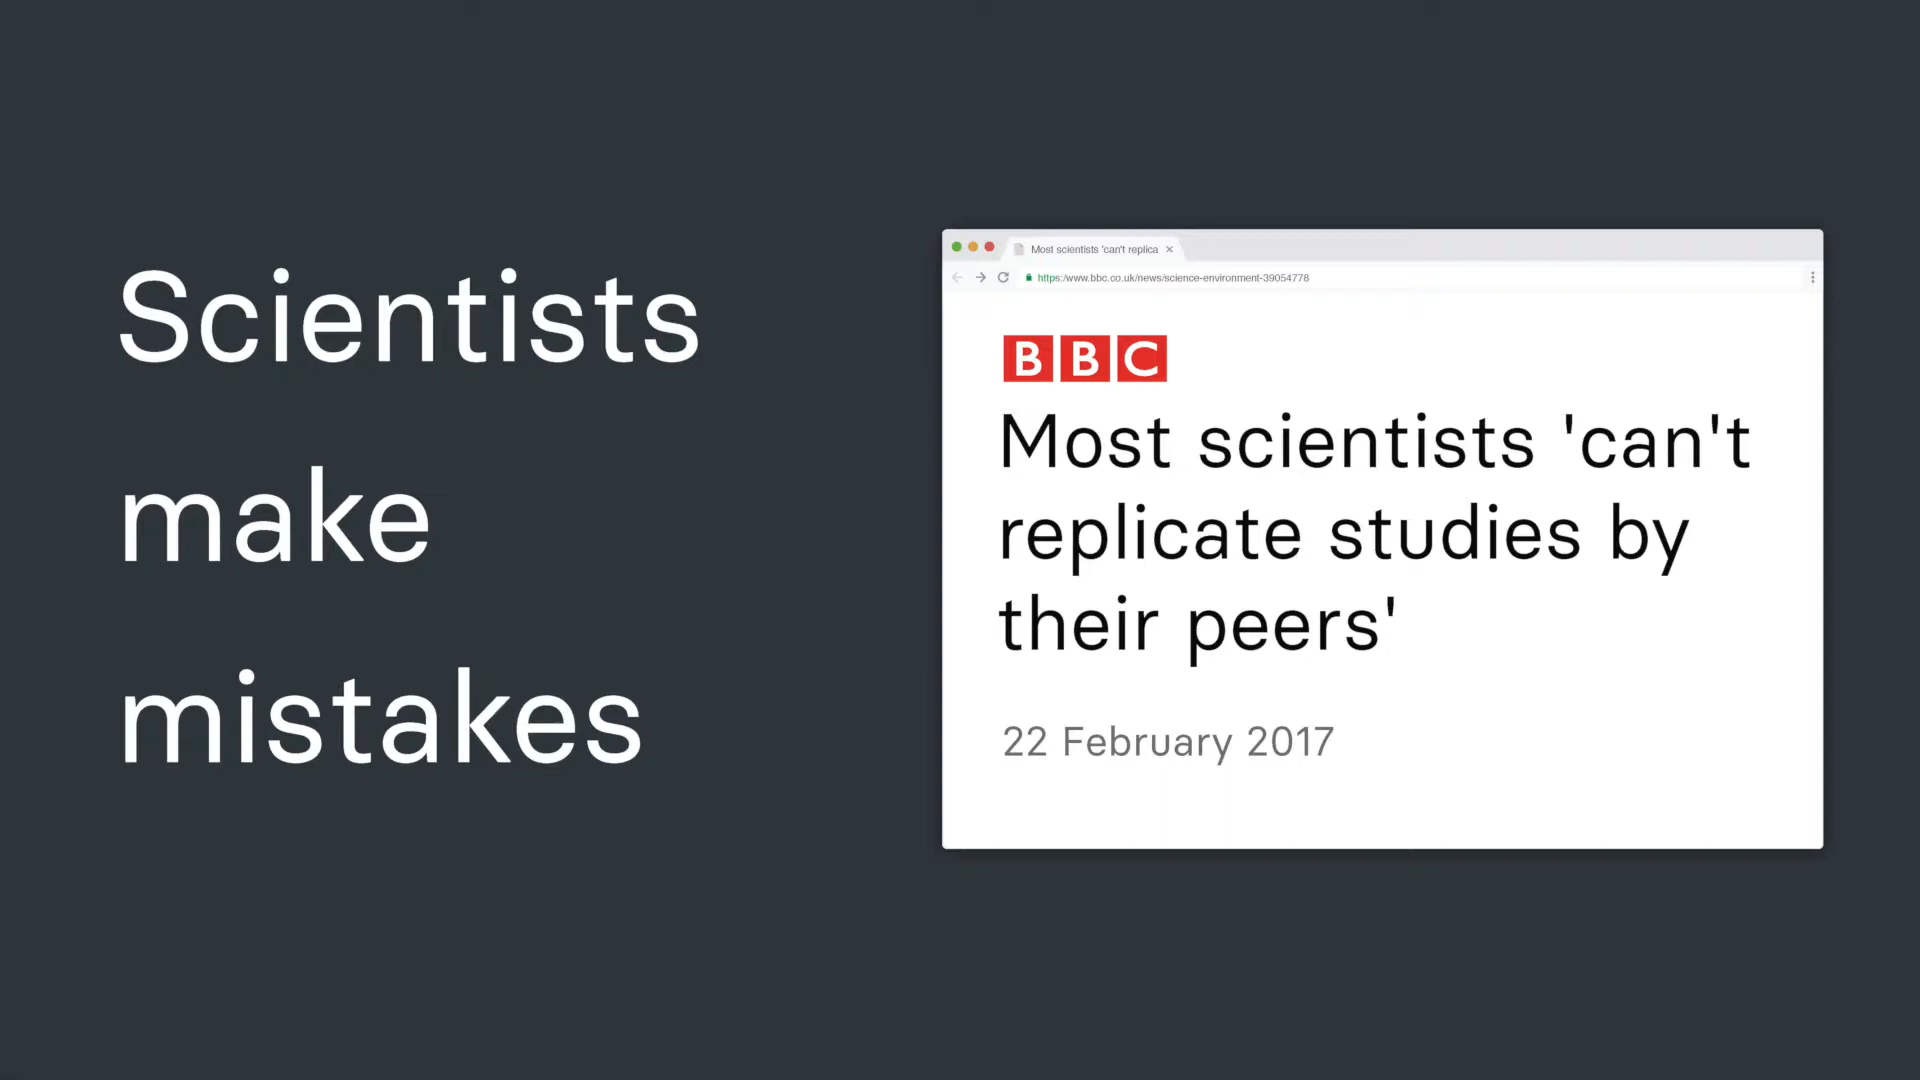 Scientists
make
mistakes
Most scientists 'can't replica
https:/www.bbc.co.uk/news/science-environment-39054778
BBC
Most scientists 'can't
replicate studies by
their peers'
22 February 2017